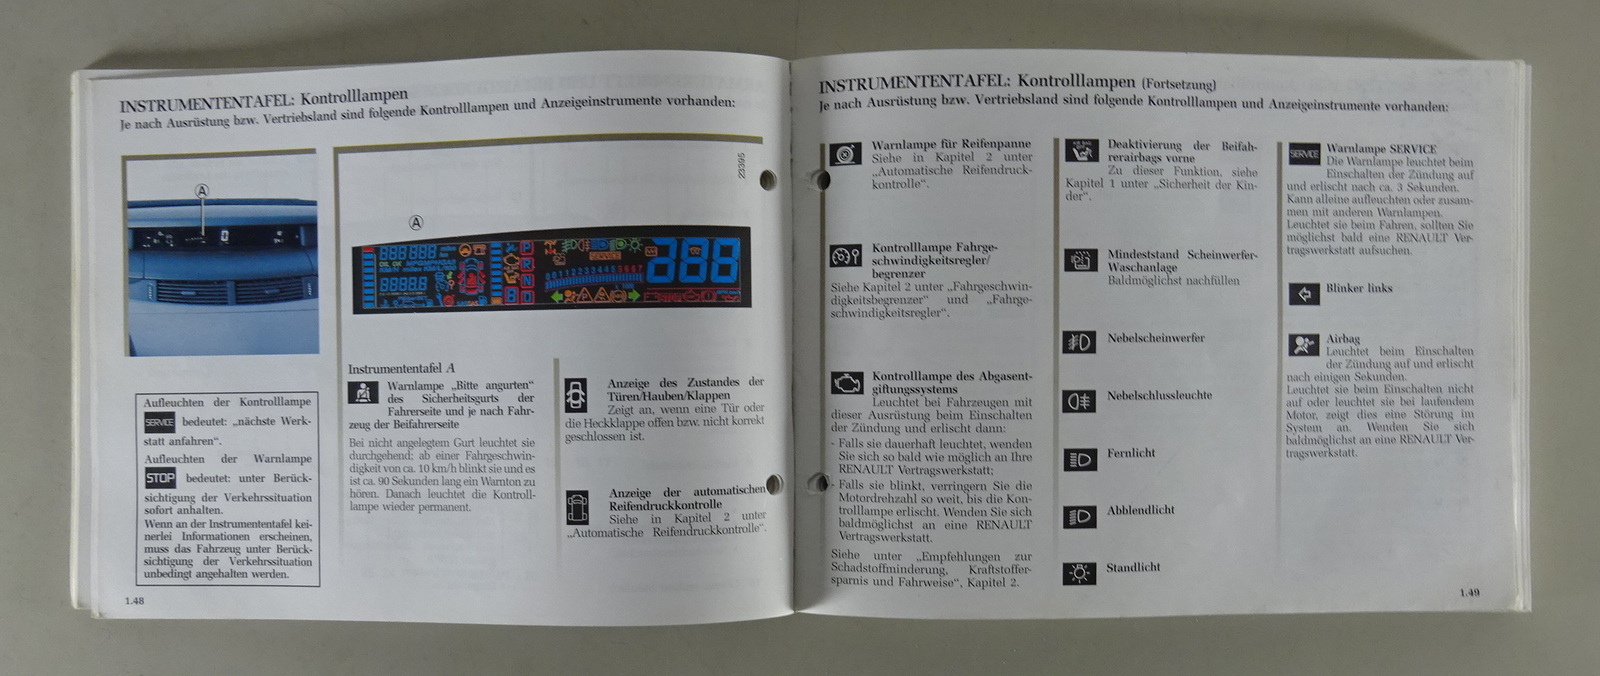 INSTRUMENTENTAFEL: Kontrolllampen
Je nach Ausrüstung bzw. Vertriebsland sind folgende Kontrolllampen und Anzeigeinstrumente vorhanden:
A
Aufleuchten der Kontrolllampe
SERVICE bedeutet: „nächste Werk-
statt anfahren“.
Aufleuchten der Warnlampe
STOP bedeutet: unter Berück-
sichtigung der Verkehrssituation
sofort anhalten.
Wenn an der Instrumententafel kei-
nerlei Informationen erscheinen,
muss das Fahrzeug unter Berück-
sichtigung der Verkehrssituation
unbedingt angehalten werden.
1.48
23395
A
SERVICE
P
R
N
D
Instrumententafel A
Warnlampe „Bitte angurten“
des Sicherheitsgurts der
Fahrerseite und je nach Fahr-
zeug der Beifahrerseite
Bei nicht angelegtem Gurt leuchtet sie
durchgehend; ab einer Fahrgeschwin-
digkeit von ca. 10 km/h blinkt sie und es
ist ca. 90 Sekunden lang ein Warnton zu
hören. Danach leuchtet die Kontroll-
lampe wieder permanent.
Anzeige des Zustandes der
Türen/Hauben/Klappen
Zeigt an, wenn eine Tür oder
die Heckklappe offen bzw. nicht korrekt
geschlossen ist.
Anzeige der automatischen
Reifendruckkontrolle
Siehe in Kapitel 2 unter
„Automatische Reifendruckkontrolle“.
INSTRUMENTENTAFEL: Kontrolllampen (Fortsetzung)
Je nach Ausrüstung bzw. Vertriebsland sind folgende Kontrolllampen und Anzeigeinstrumente vorhanden:
Warnlampe für Reifenpanne
Siehe in Kapitel 2 unter
„Automatische Reifendruck-
kontrolle“.
Kontrolllampe Fahrge-
schwindigkeitsregler/
begrenzer
Siehe Kapitel 2 unter „Fahrgeschwin-
digkeitsbegrenzer“ und „Fahrge-
schwindigkeitsregler“.
Kontrolllampe des Abgasent-
giftungssystems
Leuchtet bei Fahrzeugen mit
dieser Ausrüstung beim Einschalten
der Zündung und erlischt dann:
- Falls sie dauerhaft leuchtet, wenden
Sie sich so bald wie möglich an Ihre
RENAULT Vertragswerkstatt;
- Falls sie blinkt, verringern Sie die
Motordrehzahl so weit, bis die Kon-
trolllampe erlischt. Wenden Sie sich
baldmöglichst an eine RENAULT
Vertragswerkstatt.
Siehe unter „Empfehlungen zur
Schadstoffminderung, Kraftstoffer-
sparnis und Fahrweise“, Kapitel 2.
Deaktivierung der Beifah-
rerairbags vorne
Zu dieser Funktion, siehe
Kapitel 1 unter „Sicherheit der Kin-
der“.
Mindeststand Scheinwerfer-
Waschanlage
Baldmöglichst nachfüllen
Nebelscheinwerfer
Nebelschlussleuchte
Fernlicht
Abblendlicht
Standlicht
SERVICE Warnlampe SERVICE
Die Warnlampe leuchtet beim
Einschalten der Zündung auf
und erlischt nach ca. 3 Sekunden.
Kann alleine aufleuchten oder zusam-
men mit anderen Warnlampen.
Leuchtet sie beim Fahren, sollten Sie
möglichst bald eine RENAULT Ver-
tragswerkstatt aufsuchen.
Blinker links
Airbag
Leuchtet beim Einschalten
der Zündung auf und erlischt
nach einigen Sekunden.
Leuchtet sie beim Einschalten nicht
auf oder leuchtet sie bei laufendem
Motor, zeigt dies eine Störung im
System an. Wenden Sie sich
baldmöglichst an eine RENAULT Ver-
tragswerkstatt.
1.49